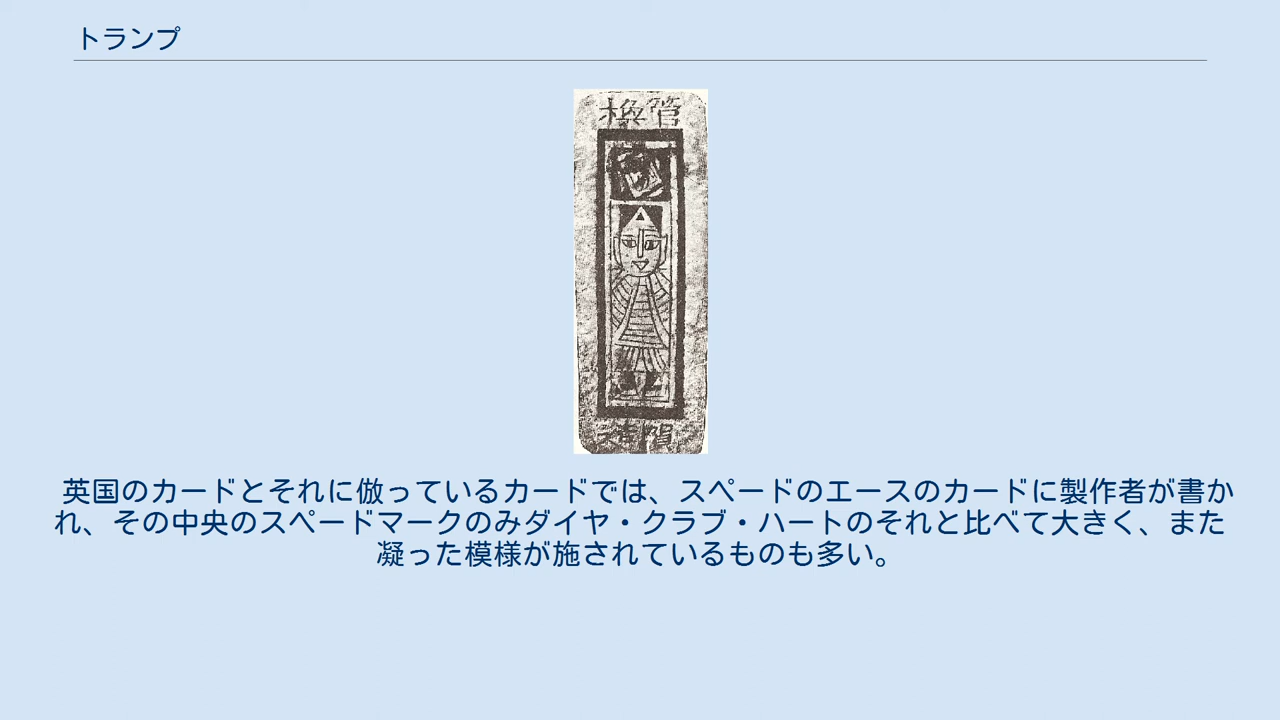 トランプ
管換
英国のカードとそれに倣っているカードでは、スペードのエースのカードに製作者が書か
れ、その中央のスペードマークのみダイヤ・クラブ・ハートのそれと比べて大きく、また
凝った模様が施されているものも多い。